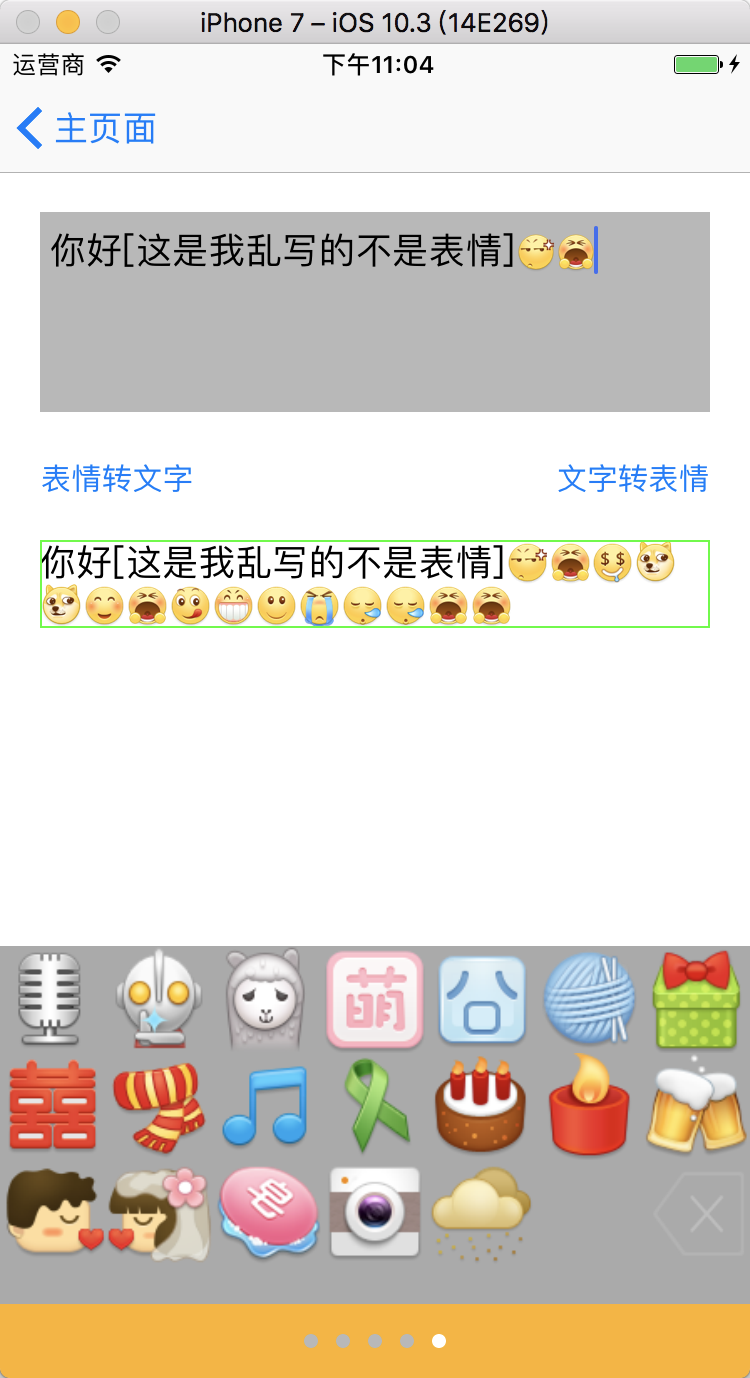 iPhone 7 – iOS 10.3 (14E269)
运营商 下午11:04
主页面
你好[这是我乱写的不是表情]
表情转文字 文字转表情
你好[这是我乱写的不是表情]
萌
囧
囍